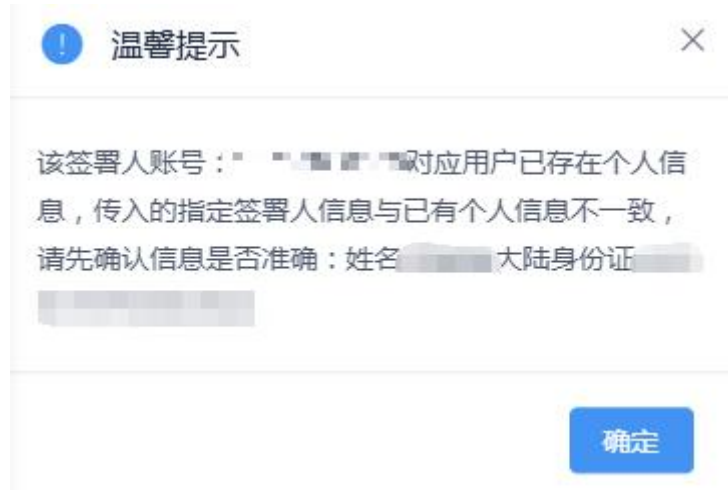 温馨提示
该签署人账号：对应用户已存在个人信
息，传入的指定签署人信息与已有个人信息不一致，
请先确认信息是否准确：姓名大陆身份证
确定